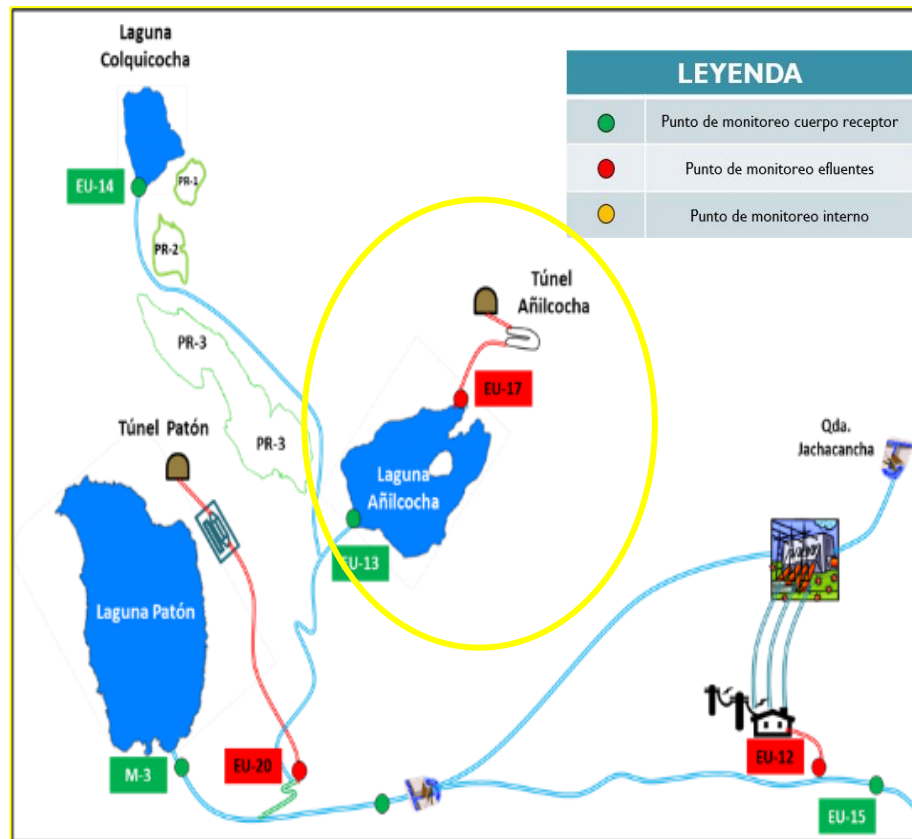 Laguna
Colquicocha
LEYENDA
Punto de monitoreo cuerpo receptor
Punto de monitoreo efluentes
Punto de monitoreo interno
EU-14
PR-1
PR-2
Túnel
Añilcocha
PR-3
EU-17
Túnel Patón
PR-3
Qda.
Jachacancha
Laguna
Añilcocha
EU-13
Laguna Patón
M-3
EU-20
EU-12
EU-15